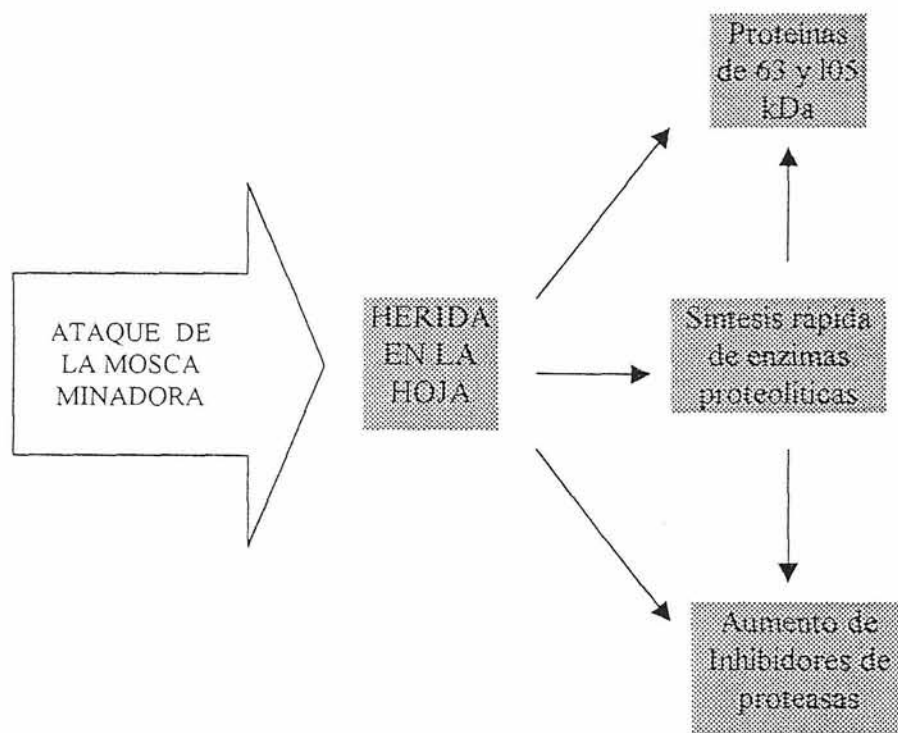 Proteinas
de 63 y 105
kDa
ATAQUE DE
LA MOSCA
MINADORA
HERIDA
EN LA
HOJA
Sintesis rapida
de enzimas
proteoliticas
Aumento de
Inhibidores de
proteasas